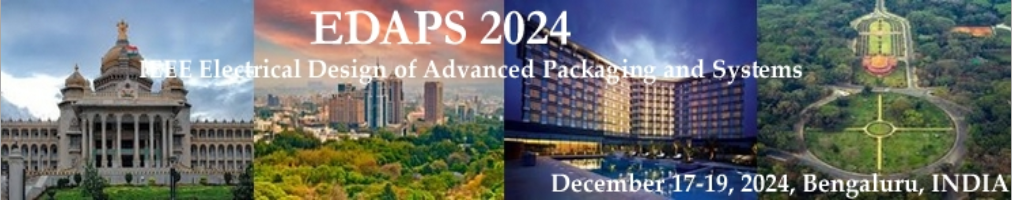 EDAPS 2024
IEEE Electrical Design of Advanced Packaging and Systems
December 17-19, 2024, Bengaluru, INDIA